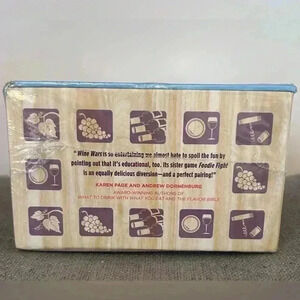 "Wine Wars is so entertaining we almost hate to spoil the fun by
pointing out that it's educational, too. Its sister game Foodie Fight
is an equally delicious diversion—and a perfect pairing!"
KAREN PAGE AND ANDREW DORNENBURG
AWARD-WINNING AUTHORS OF
WHAT TO DRINK WITH WHAT YOU EAT AND THE FLAVOR BIBLE